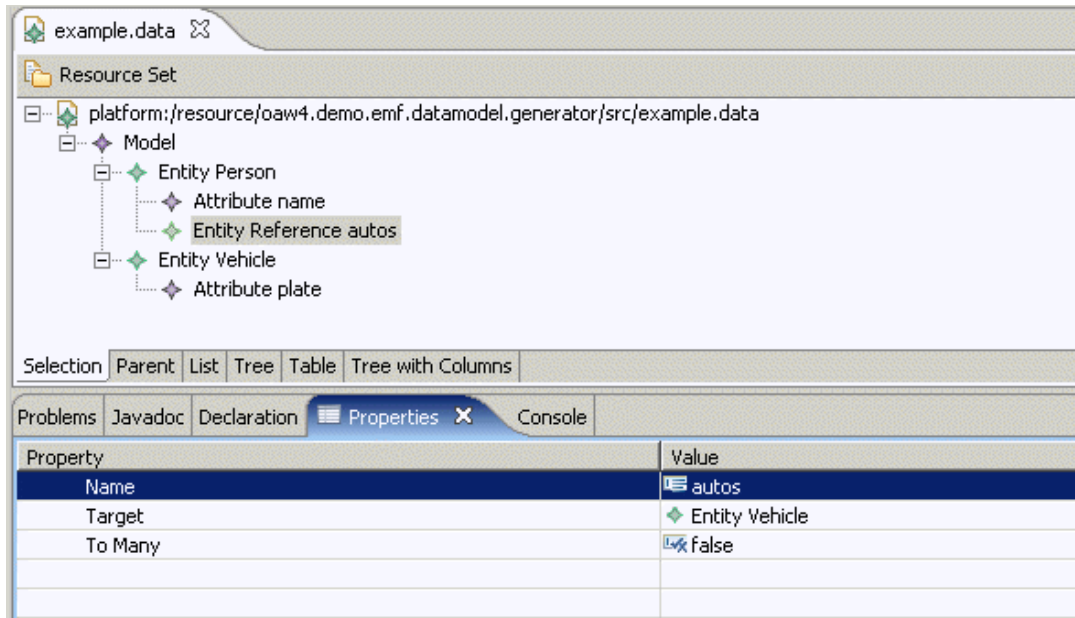 example.data
Resource Set
platform:/resource/oaw4.demo.emf.datamodel.generator/src/example.data
Model
Entity Person
Attribute name
Entity Reference autos
Entity Vehicle
Attribute plate
Selection Parent List Tree Table Tree with Columns
Problems Javadoc Declaration Properties Console
Property Value
Name autos
Target Entity Vehicle
To Many false